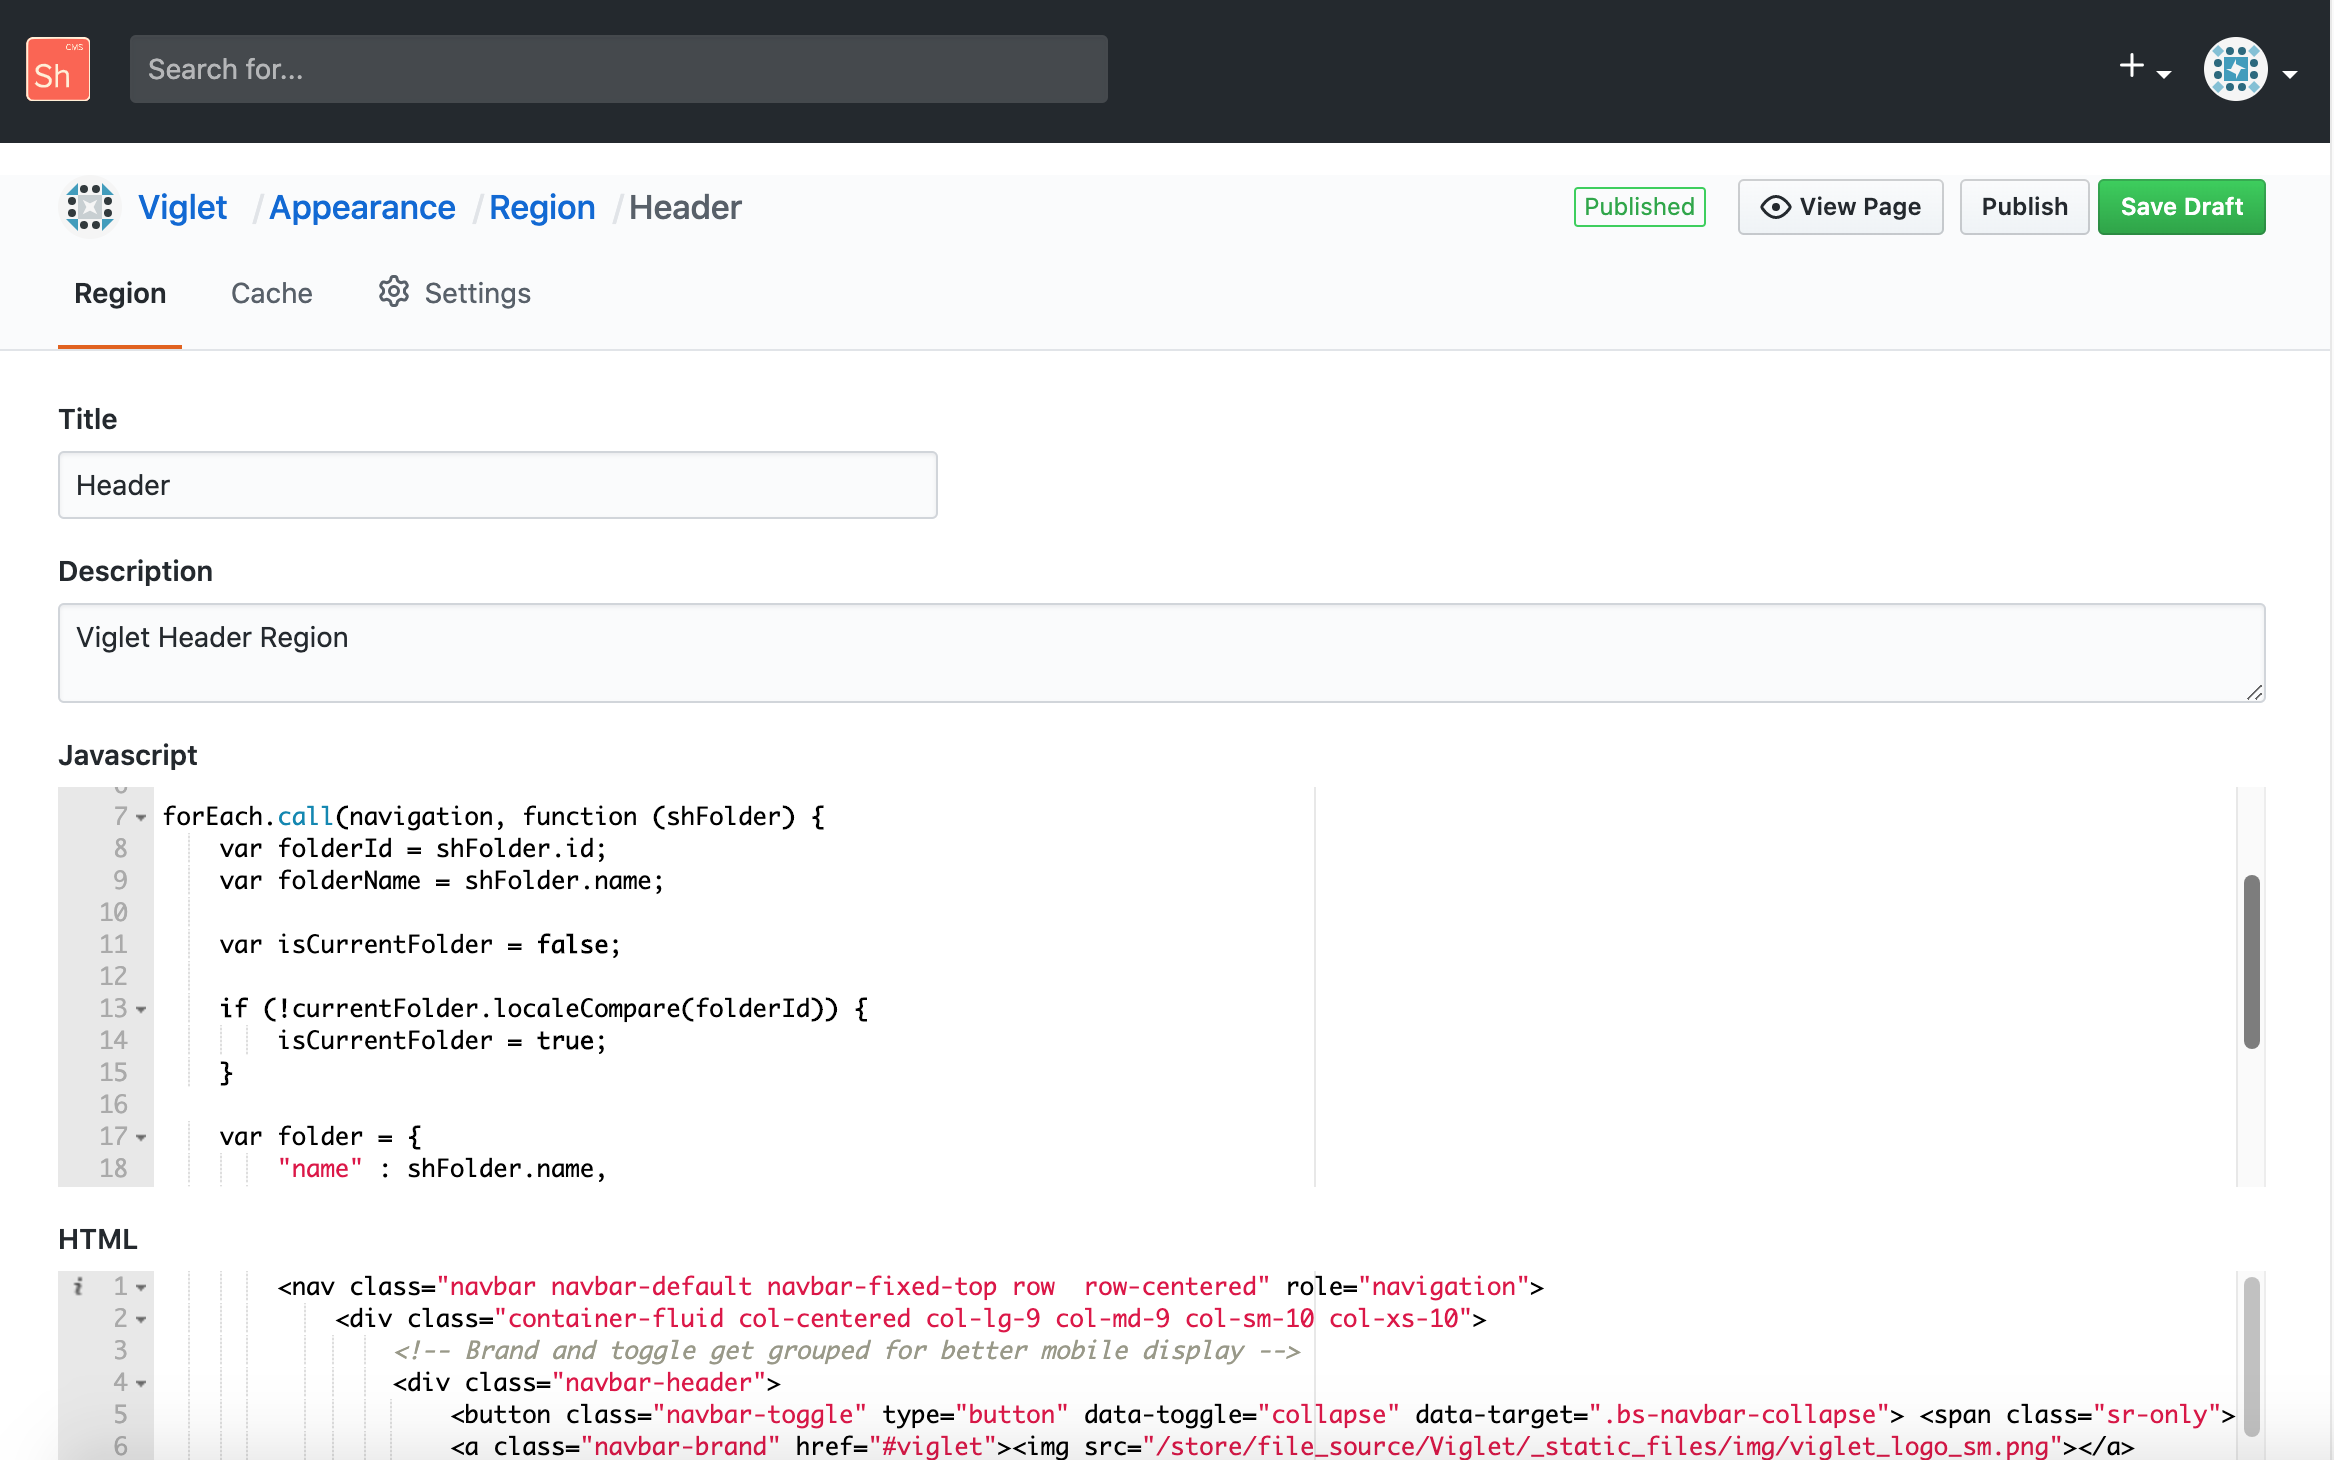 CMS
Sh
Search for...
Viglet / Appearance / Region / Header
Published
View Page
Publish
Save Draft
Region
Cache
Settings
Title
Header
Description
Viglet Header Region
Javascript
7 forEach.call(navigation, function (shFolder) {
8 var folderId = shFolder.id;
9 var folderName = shFolder.name;
10
11 var isCurrentFolder = false;
12
13 if (!currentFolder.localeCompare(folderId)) {
14 isCurrentFolder = true;
15 }
16
17 var folder = {
18 "name" : shFolder.name,
HTML
i 1 <nav class="navbar navbar-default navbar-fixed-top row  row-centered" role="navigation">
2 <div class="container-fluid col-centered col-lg-9 col-md-9 col-sm-10 col-xs-10">
3 <!-- Brand and toggle get grouped for better mobile display -->
4 <div class="navbar-header">
5 <button class="navbar-toggle" type="button" data-toggle="collapse" data-target=".bs-navbar-collapse"> <span class="sr-only">
6 <a class="navbar-brand" href="#viglet"><img src="/store/file_source/Viglet/_static_files/img/viglet_logo_sm.png"></a>